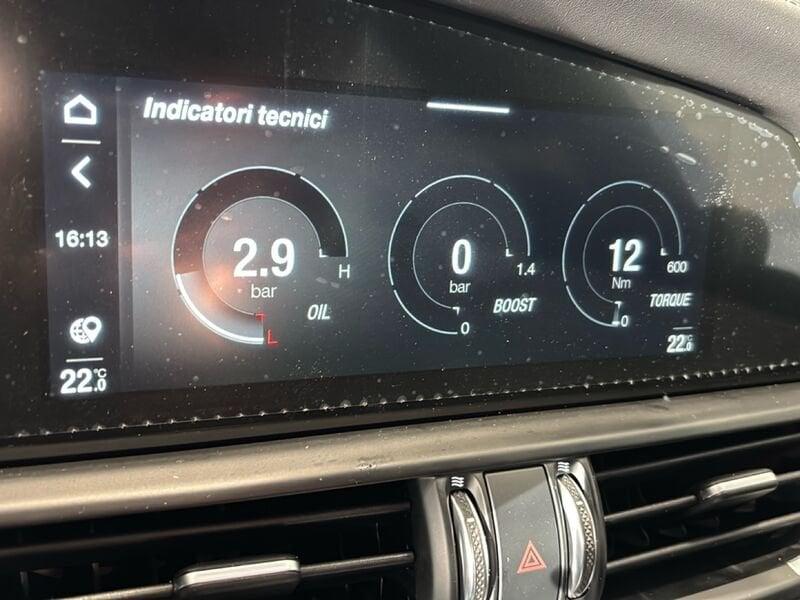 Indicatori tecnici
16:13
22.0°C
2.9
bar
H
L
OIL
0
bar
1.4
0
BOOST
12
Nm
600
0
TORQUE
22.0°C